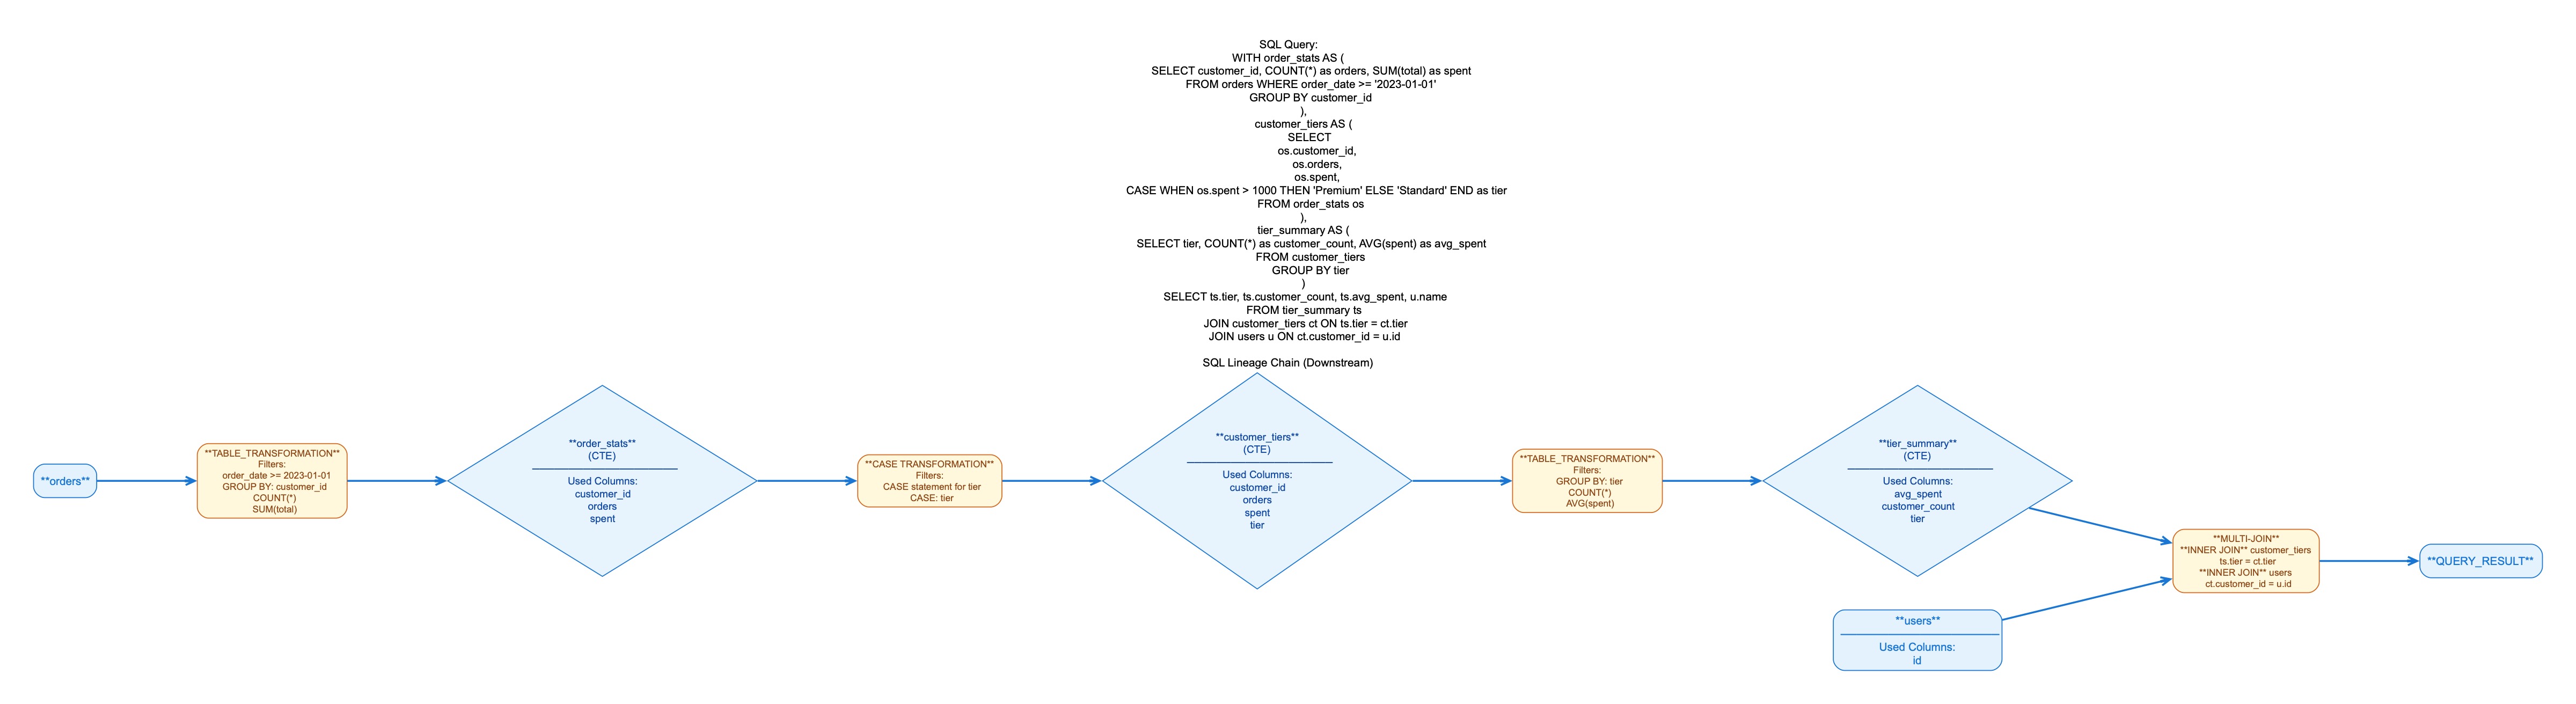 SQL Query:
WITH order_stats AS (
SELECT customer_id, COUNT(*) as orders, SUM(total) as spent
FROM orders WHERE order_date >= '2023-01-01'
GROUP BY customer_id
),
customer_tiers AS (
SELECT
os.customer_id,
os.orders,
os.spent,
CASE WHEN os.spent > 1000 THEN 'Premium' ELSE 'Standard' END as tier
FROM order_stats os
),
tier_summary AS (
SELECT tier, COUNT(*) as customer_count, AVG(spent) as avg_spent
FROM customer_tiers
GROUP BY tier
)
SELECT ts.tier, ts.customer_count, ts.avg_spent, u.name
FROM tier_summary ts
JOIN customer_tiers ct ON ts.tier = ct.tier
JOIN users u ON ct.customer_id = u.id
SQL Lineage Chain (Downstream)
**orders**
**TABLE_TRANSFORMATION**
Filters:
order_date >= 2023-01-01
GROUP BY: customer_id
COUNT(*)
SUM(total)
**order_stats**
(CTE)
Used Columns:
customer_id
orders
spent
**CASE TRANSFORMATION**
Filters:
CASE statement for tier
CASE: tier
**customer_tiers**
(CTE)
Used Columns:
customer_id
orders
spent
tier
**TABLE_TRANSFORMATION**
Filters:
GROUP BY: tier
COUNT(*)
AVG(spent)
**tier_summary**
(CTE)
Used Columns:
avg_spent
customer_count
tier
**users**
Used Columns:
id
**MULTI-JOIN**
**INNER JOIN** customer_tiers
ts.tier = ct.tier
**INNER JOIN** users
ct.customer_id = u.id
**QUERY_RESULT**